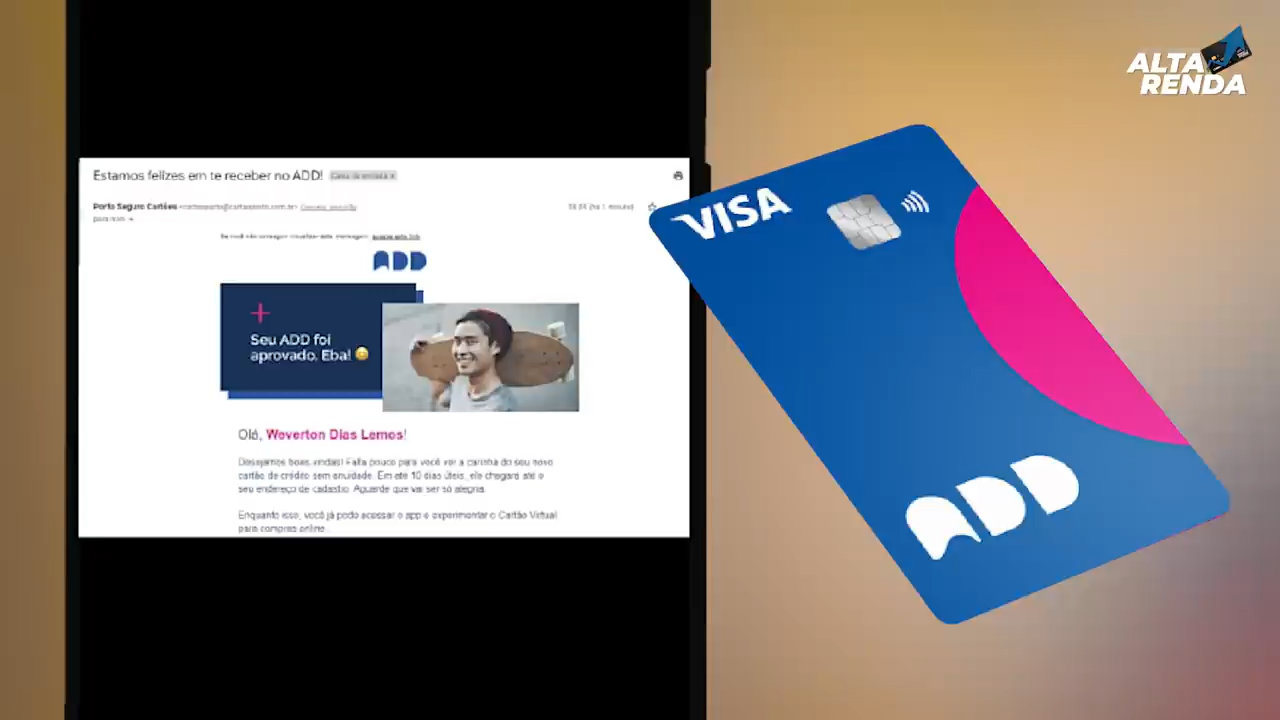 ALTA
RENDA
Estamos felizes em te receber no ADD!
Porto Seguro Cartões
para mim
ADD
Seu ADD foi
aprovado. Eba!
Olá, Weverton Dias Lemos!
Desejamos boas-vindas! Falta pouco para você ver a carinha do seu novo
cartão de crédito sem anuidade. Em até 10 dias úteis, ele chegará até o
seu endereço de cadastro. Aguarde que vai ser só alegria.
Enquanto isso, você já pode acessar o app e experimentar o Cartão Virtual
para compras online.
VISA
ADD